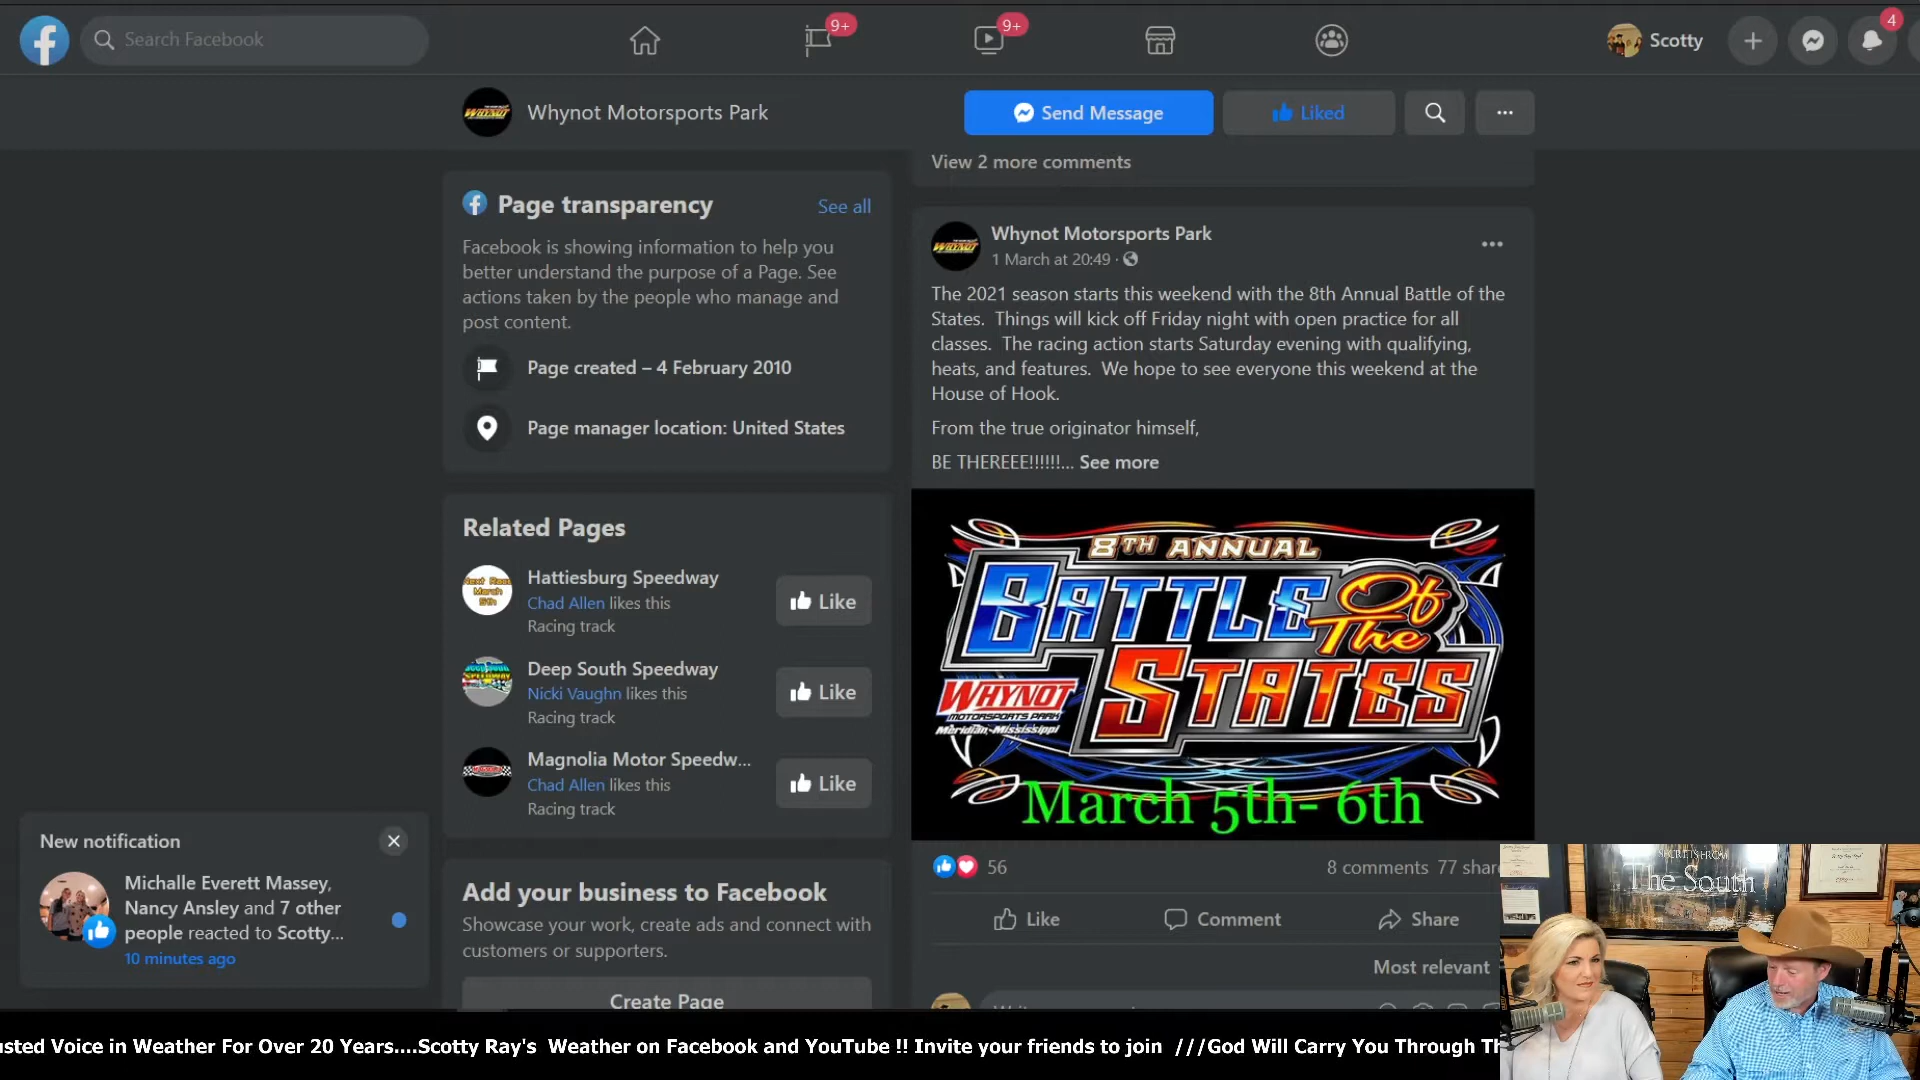 Search Facebook
9+
9+
Scotty
4
Whynot Motorsports Park
Send Message
Liked
View 2 more comments
Page transparency
See all
Facebook is showing information to help you
better understand the purpose of a Page. See
actions taken by the people who manage and
post content.
Page created – 4 February 2010
Page manager location: United States
Related Pages
Next Race
March
5th
Hattiesburg Speedway
Chad Allen likes this
Racing track
Like
Deep South Speedway
Nicki Vaughn likes this
Racing track
Like
Magnolia Motor Speedw...
Chad Allen likes this
Racing track
Like
Add your business to Facebook
Showcase your work, create ads and connect with
customers or supporters.
Create Page
Whynot Motorsports Park
1 March at 20:49 ·
The 2021 season starts this weekend with the 8th Annual Battle of the
States. Things will kick off Friday night with open practice for all
classes. The racing action starts Saturday evening with qualifying,
heats, and features. We hope to see everyone this weekend at the
House of Hook.
From the true originator himself,
BE THEREEE!!!!!!... See more
8TH ANNUAL
BATTLE OF
THE
STATES
WHYNOT
MOTORSPORTS PARK
Meridian, Mississippi
March 5th- 6th
56
8 comments 77 share
Like
Comment
Share
Most relevant
New notification
Michalle Everett Massey,
Nancy Ansley and 7 other
people reacted to Scotty...
10 minutes ago
SECRETS FROM
The South
usted Voice in Weather For Over 20 Years....Scotty Ray's Weather on Facebook and YouTube !! Invite your friends to join ///God Will Carry You Through T